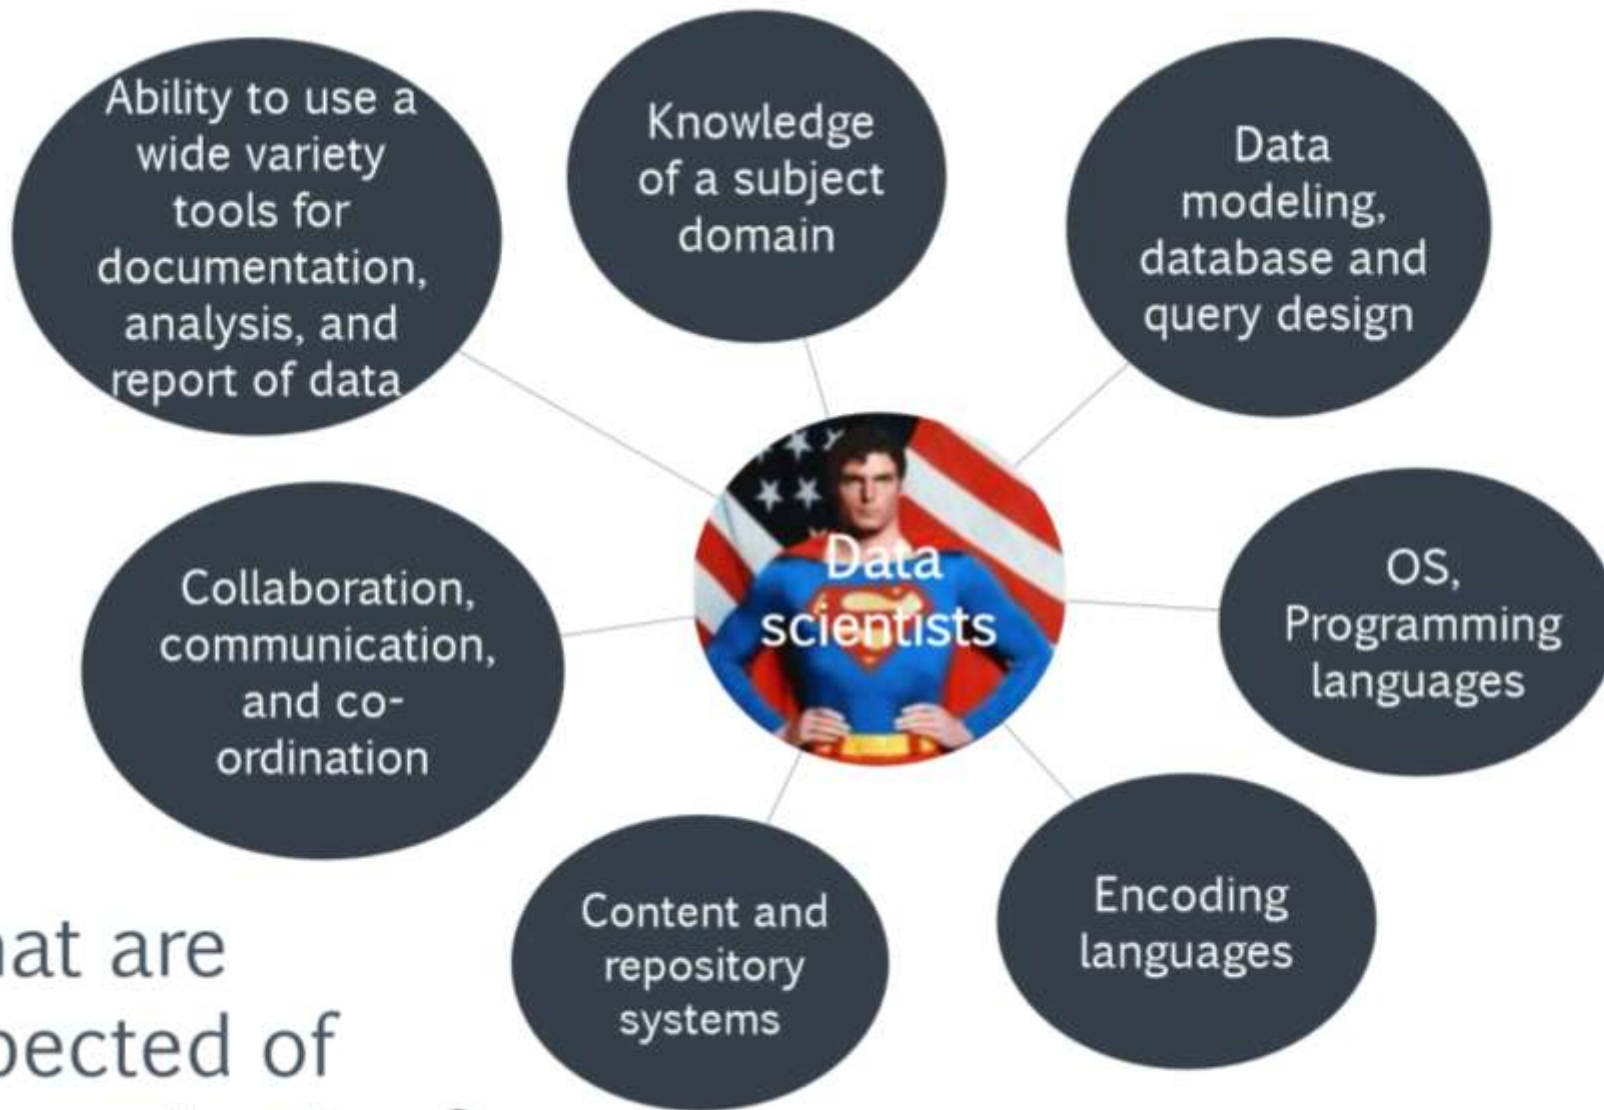 Ability to use a
wide variety
tools for
documentation,
analysis, and
report of data
Knowledge
of a subject
domain
Data
modeling,
database and
query design
Collaboration,
communication,
and co-
ordination
Data
scientists
OS,
Programming
languages
Content and
repository
systems
Encoding
languages
hat are
pected of